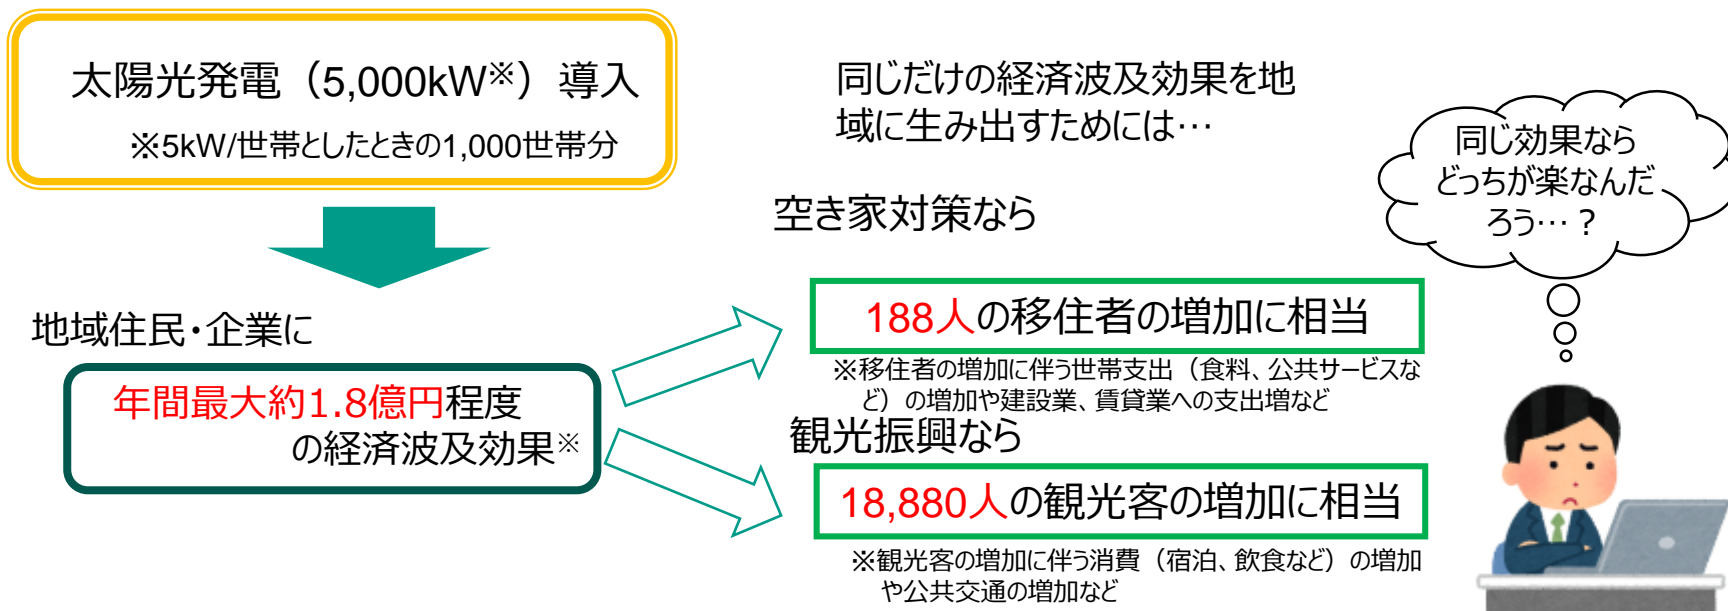 太陽光発電（5,000kW※）導入
※5kW/世帯としたときの1,000世帯分
地域住民・企業に
年間最大約1.8億円程度
の経済波及効果※
同じだけの経済波及効果を地
域に生み出すためには…
空き家対策なら
188人の移住者の増加に相当
※移住者の増加に伴う世帯支出（食料、公共サービスな
ど）の増加や建設業、賃貸業への支出増など
観光振興なら
18,880人の観光客の増加に相当
※観光客の増加に伴う消費（宿泊、飲食など）の増加
や公共交通の増加など
同じ効果なら
どっちが楽なんだ
ろう…？